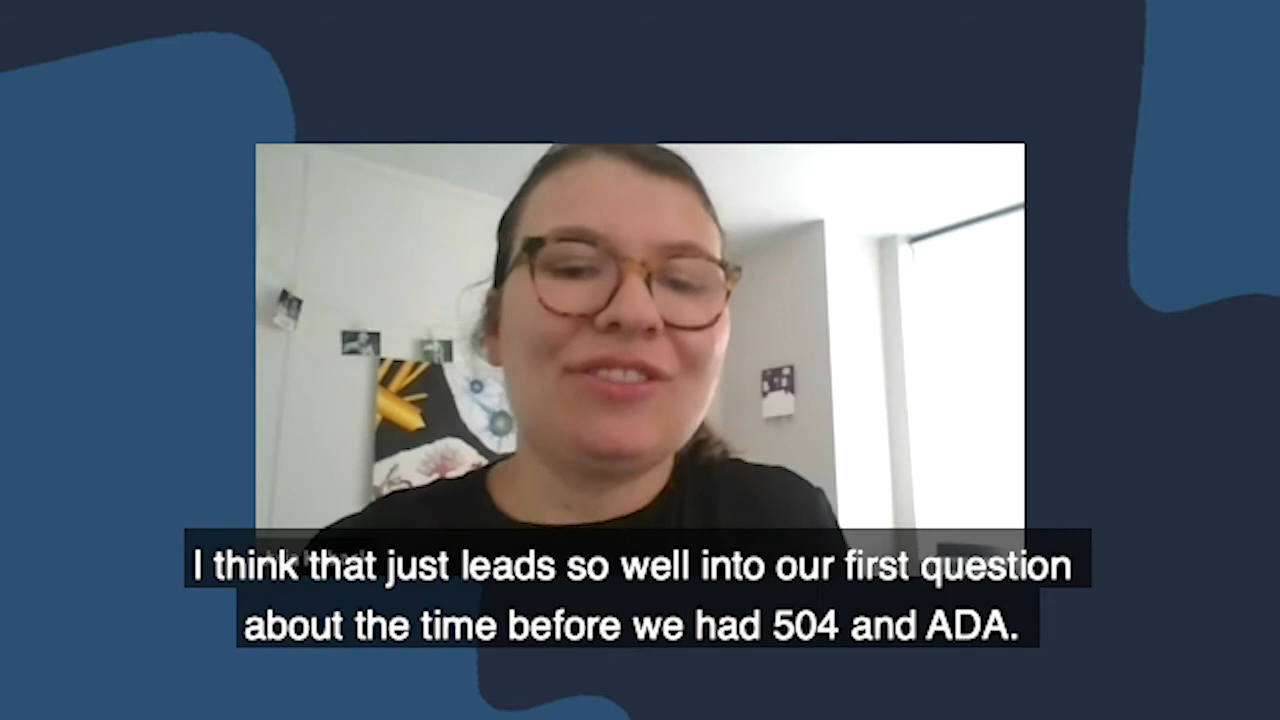 I think that just leads so well into our first question
about the time before we had 504 and ADA.